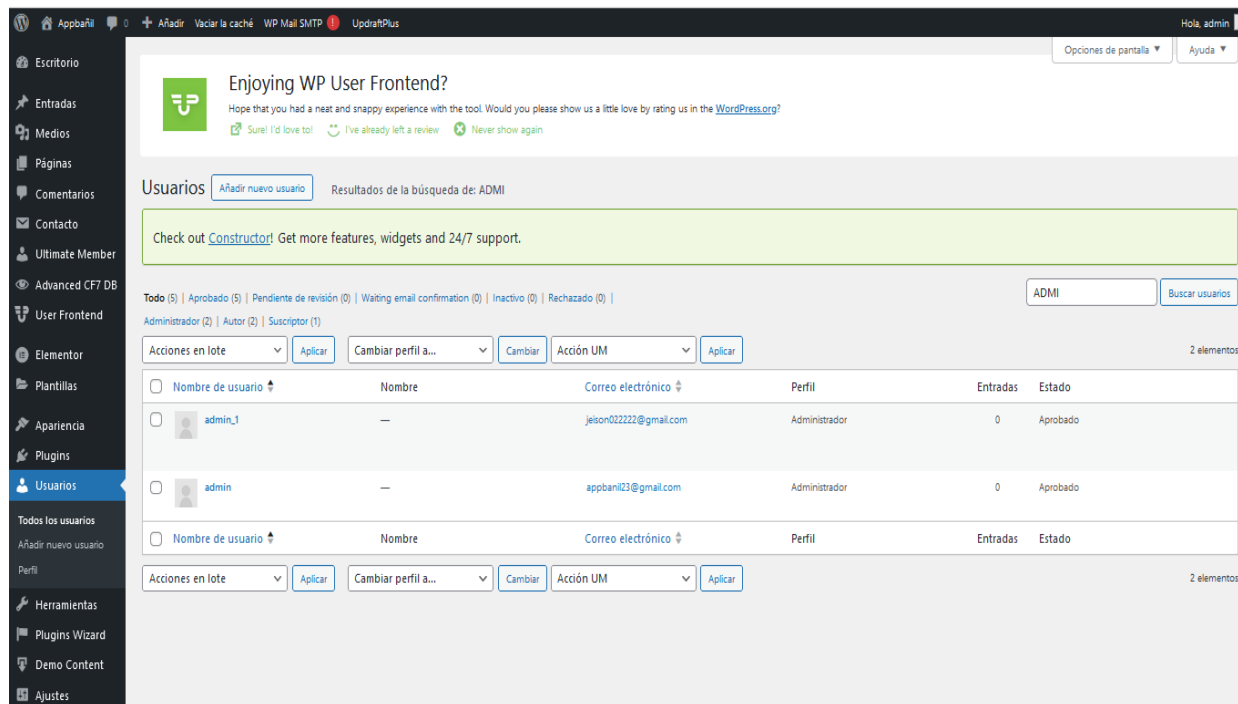 Appbañil 0 Añadir Vaciar la caché WP Mail SMTP ! UpdraftPlus Hola, admin
Opciones de pantalla ▼ Ayuda ▼
Escritorio
Entradas
Medios
Páginas
Comentarios
Contacto
Ultimate Member
Advanced CF7 DB
User Frontend
Elementor
Plantillas
Apariencia
Plugins
Usuarios
Todos los usuarios
Añadir nuevo usuario
Perfil
Herramientas
Plugins Wizard
Demo Content
Ajustes
Enjoying WP User Frontend?
Hope that you had a neat and snappy experience with the tool. Would you please show us a little love by rating us in the WordPress.org?
Sure! I'd love to! I've already left a review Never show again
Usuarios Añadir nuevo usuario Resultados de la búsqueda de: ADMI
Check out Constructor! Get more features, widgets and 24/7 support.
Todo (5) | Aprobado (5) | Pendiente de revisión (0) | Waiting email confirmation (0) | Inactivo (0) | Rechazado (0) |
Administrador (2) | Autor (2) | Suscriptor (1)
ADMI Buscar usuarios
Acciones en lote Aplicar Cambiar perfil a... Cambiar Acción UM Aplicar 2 elementos
Nombre de usuario Nombre Correo electrónico Perfil Entradas Estado
admin_1 — jeison022222@gmail.com Administrador 0 Aprobado
admin — appbanil23@gmail.com Administrador 0 Aprobado
Nombre de usuario Nombre Correo electrónico Perfil Entradas Estado
Acciones en lote Aplicar Cambiar perfil a... Cambiar Acción UM Aplicar 2 elementos